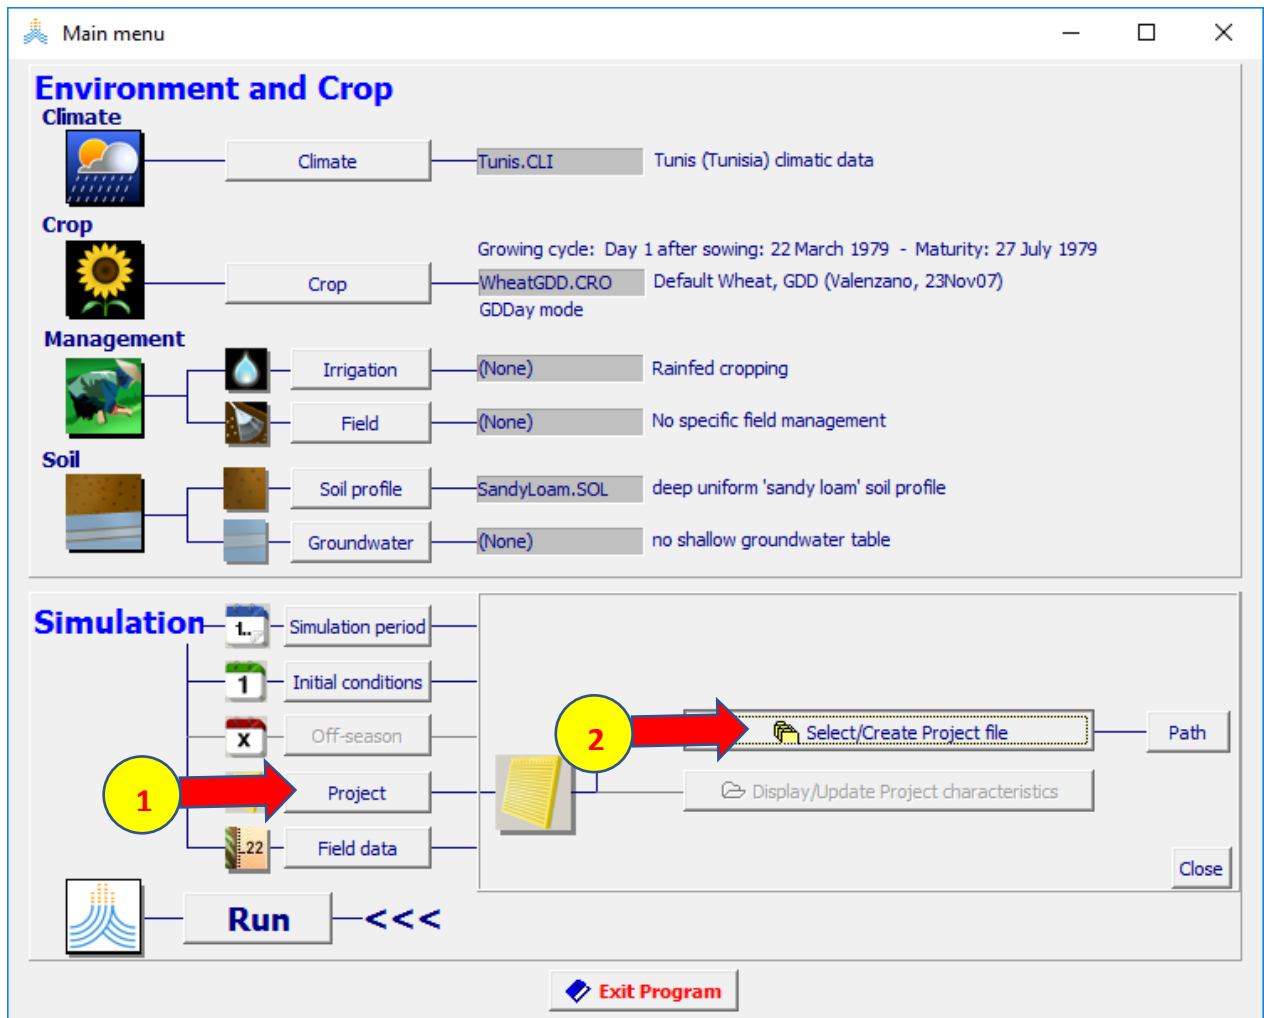 Main menu
Environment and Crop
Climate
Climate
Tunis.CLI
Tunis (Tunisia) climatic data
Crop
Growing cycle: Day 1 after sowing: 22 March 1979 - Maturity: 27 July 1979
Crop
WheatGDD.CRO
Default Wheat, GDD (Valenzano, 23Nov07)
GDDay mode
Management
Irrigation
(None)
Rainfed cropping
Field
(None)
No specific field management
Soil
Soil profile
SandyLoam.SOL
deep uniform 'sandy loam' soil profile
Groundwater
(None)
no shallow groundwater table
Simulation
1..
Simulation period
1
Initial conditions
X
Off-season
2
Select/Create Project file
Path
1
Project
Display/Update Project characteristics
22
Field data
Close
Run
<<<
Exit Program